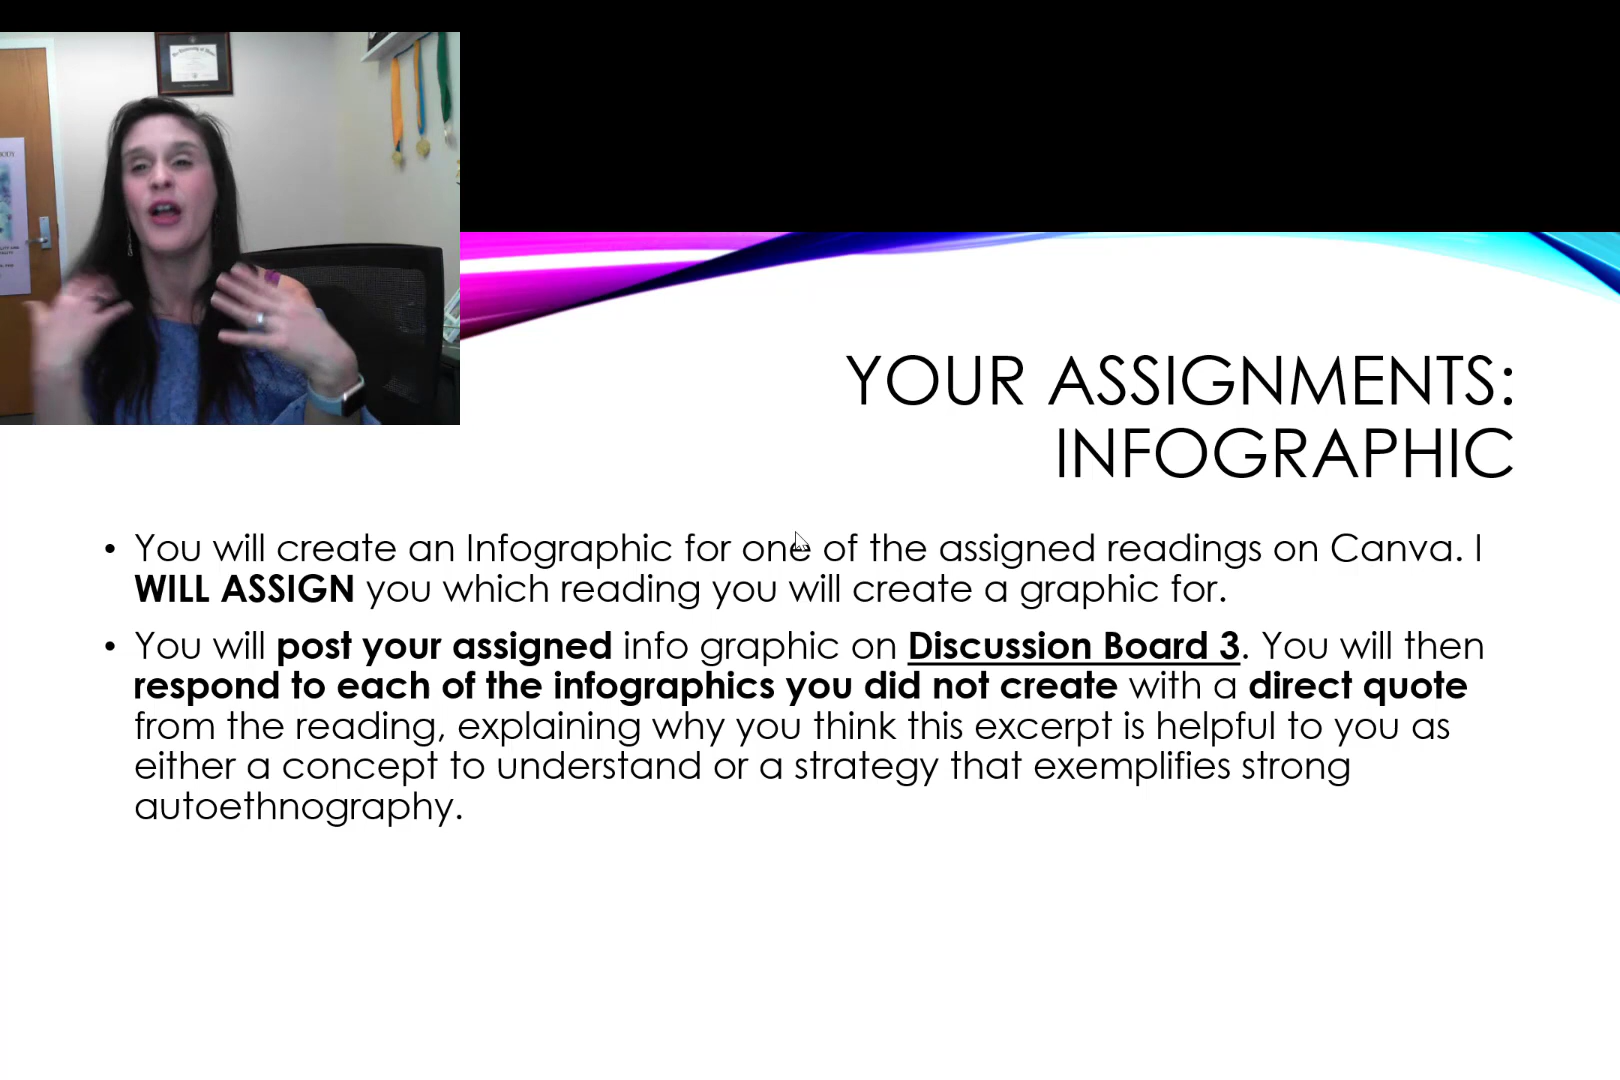 BODY
YOUR ASSIGNMENTS:
INFOGRAPHIC
• You will create an Infographic for one of the assigned readings on Canva. I
WILL ASSIGN you which reading you will create a graphic for.
• You will post your assigned info graphic on Discussion Board 3. You will then
respond to each of the infographics you did not create with a direct quote
from the reading, explaining why you think this excerpt is helpful to you as
either a concept to understand or a strategy that exemplifies strong
autoethnography.